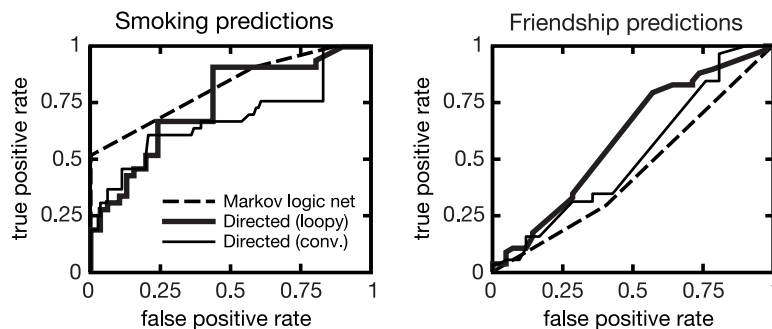 Smoking predictions
true positive rate
1
0.75
0.5
0.25
0
Markov logic net
Directed (loopy)
Directed (conv.)
0 0.25 0.5 0.75 1
false positive rate
Friendship predictions
true positive rate
1
0.75
0.5
0.25
0
0 0.25 0.5 0.75 1
false positive rate